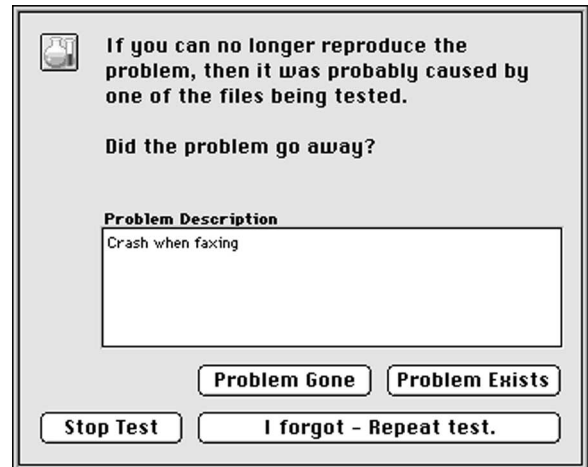 If you can no longer reproduce the
problem, then it was probably caused by
one of the files being tested.
Did the problem go away?
Problem Description
Crash when faxing
Problem Gone
Problem Exists
Stop Test
I forgot - Repeat test.